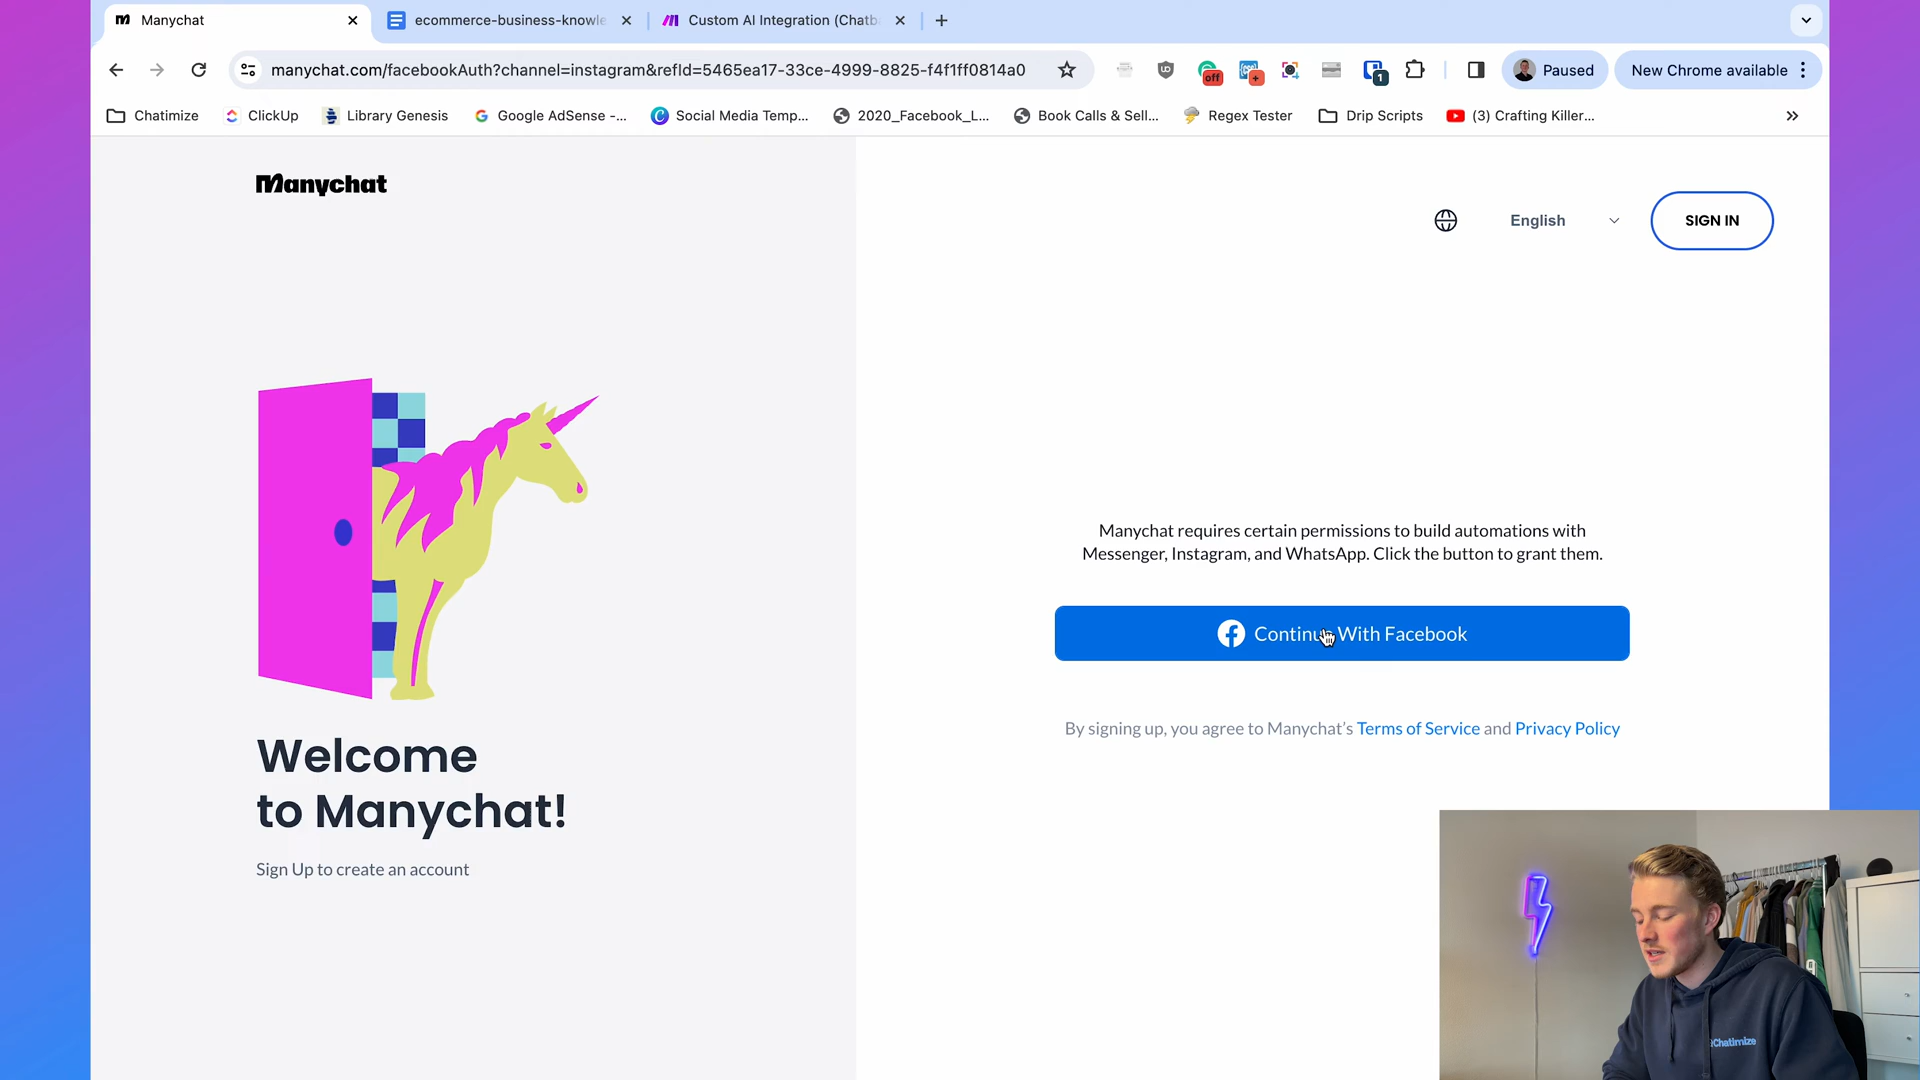 Manychat
ecommerce-business-knowle
Custom AI Integration (Chatb
manychat.com/facebookAuth?channel=instagram&refId=5465ea17-33ce-4999-8825-f4f1ff0814a0
off
1
Paused
New Chrome available
Chatimize
ClickUp
Library Genesis
Google AdSense -...
Social Media Temp...
2020_Facebook_L...
Book Calls & Sell...
Regex Tester
Drip Scripts
(3) Crafting Killer...
Manychat
English
SIGN IN
Manychat requires certain permissions to build automations with
Messenger, Instagram, and WhatsApp. Click the button to grant them.
Continue With Facebook
By signing up, you agree to Manychat's Terms of Service and Privacy Policy
Welcome
to Manychat!
Sign Up to create an account
Chatimize